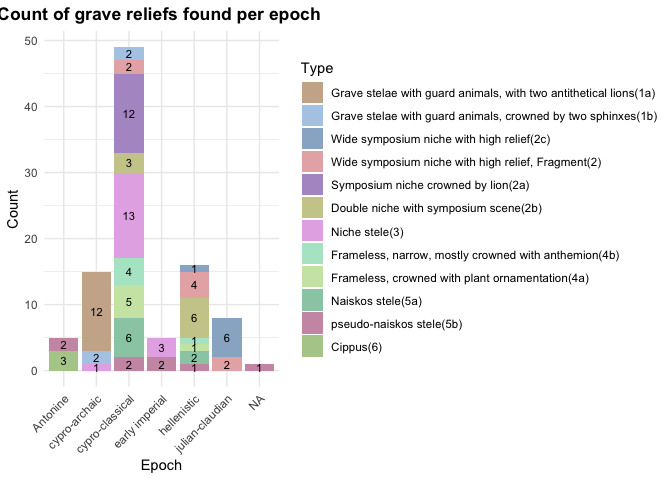 Count of grave reliefs found per epoch
50
40
30
20
10
0
Count
2
3
12
2
1
2
2
12
3
13
4
5
6
2
3
2
1
4
6
1
1
2
1
6
2
1
Antonine
cypro-archaic
cypro-classical
early imperial
hellenistic
julian-claudian
NA
Epoch
Type
Grave stelae with guard animals, with two antithetical lions(1a)
Grave stelae with guard animals, crowned by two sphinxes(1b)
Wide symposium niche with high relief(2c)
Wide symposium niche with high relief, Fragment(2)
Symposium niche crowned by lion(2a)
Double niche with symposium scene(2b)
Niche stele(3)
Frameless, narrow, mostly crowned with anthemion(4b)
Frameless, crowned with plant ornamentation(4a)
Naiskos stele(5a)
pseudo-naiskos stele(5b)
Cippus(6)